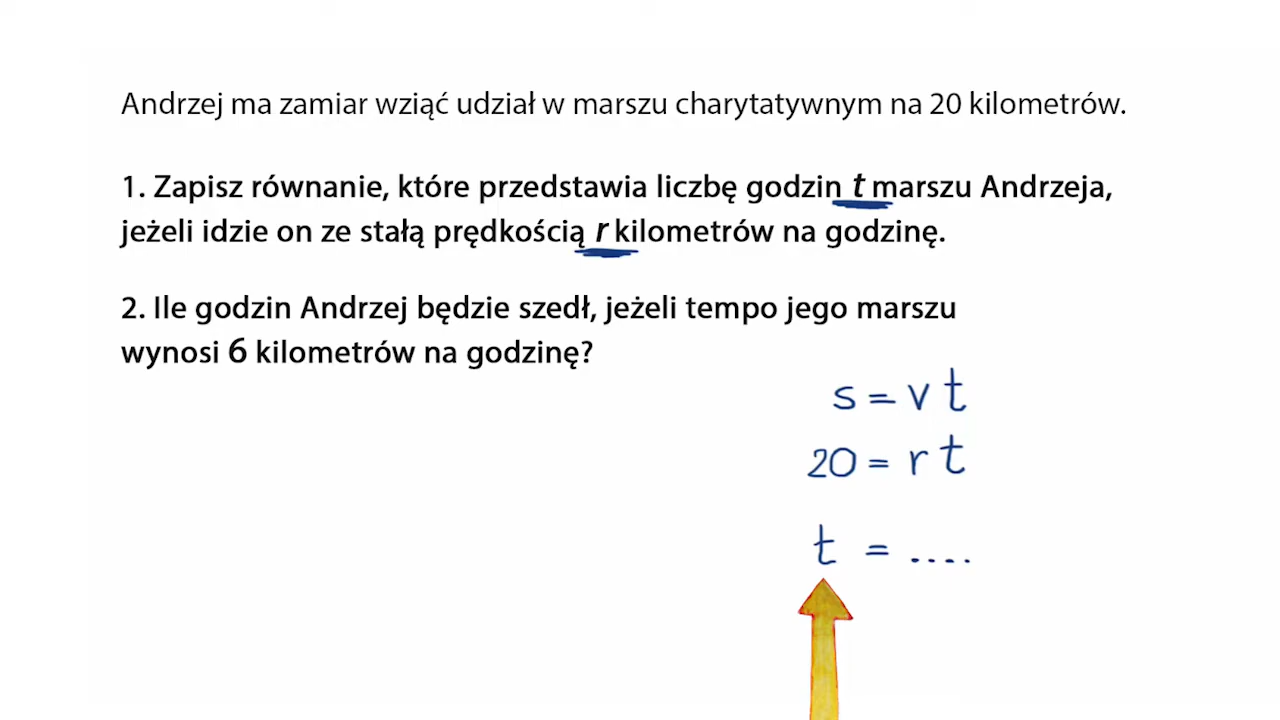 Andrzej ma zamiar wziąć udział w marszu charytatywnym na 20 kilometrów.
1. Zapisz równanie, które przedstawia liczbę godzin t marszu Andrzeja,
jeżeli idzie on ze stałą prędkością r kilometrów na godzinę.
2. Ile godzin Andrzej będzie szedł, jeżeli tempo jego marszu
wynosi 6 kilometrów na godzinę?
s = v t
20 = r t
t = ....